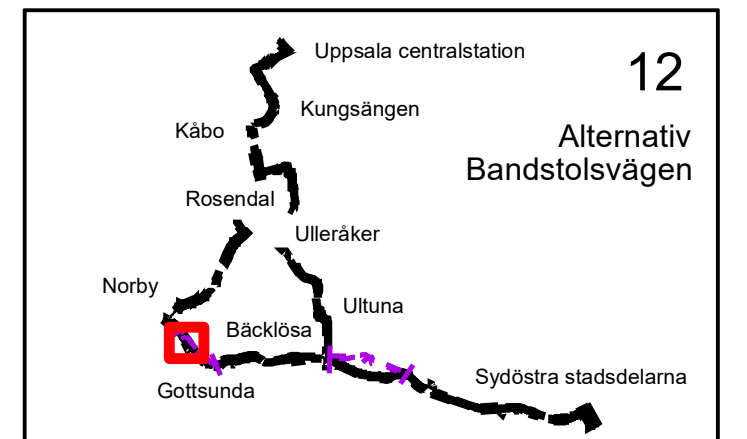 Uppsala centralstation
12
Kungsängen
Kåbo
Alternativ
Bandstolsvägen
Rosendal
Ulleråker
Norby
Ultuna
Bäcklösa
Sydöstra stadsdelarna
Gottsunda